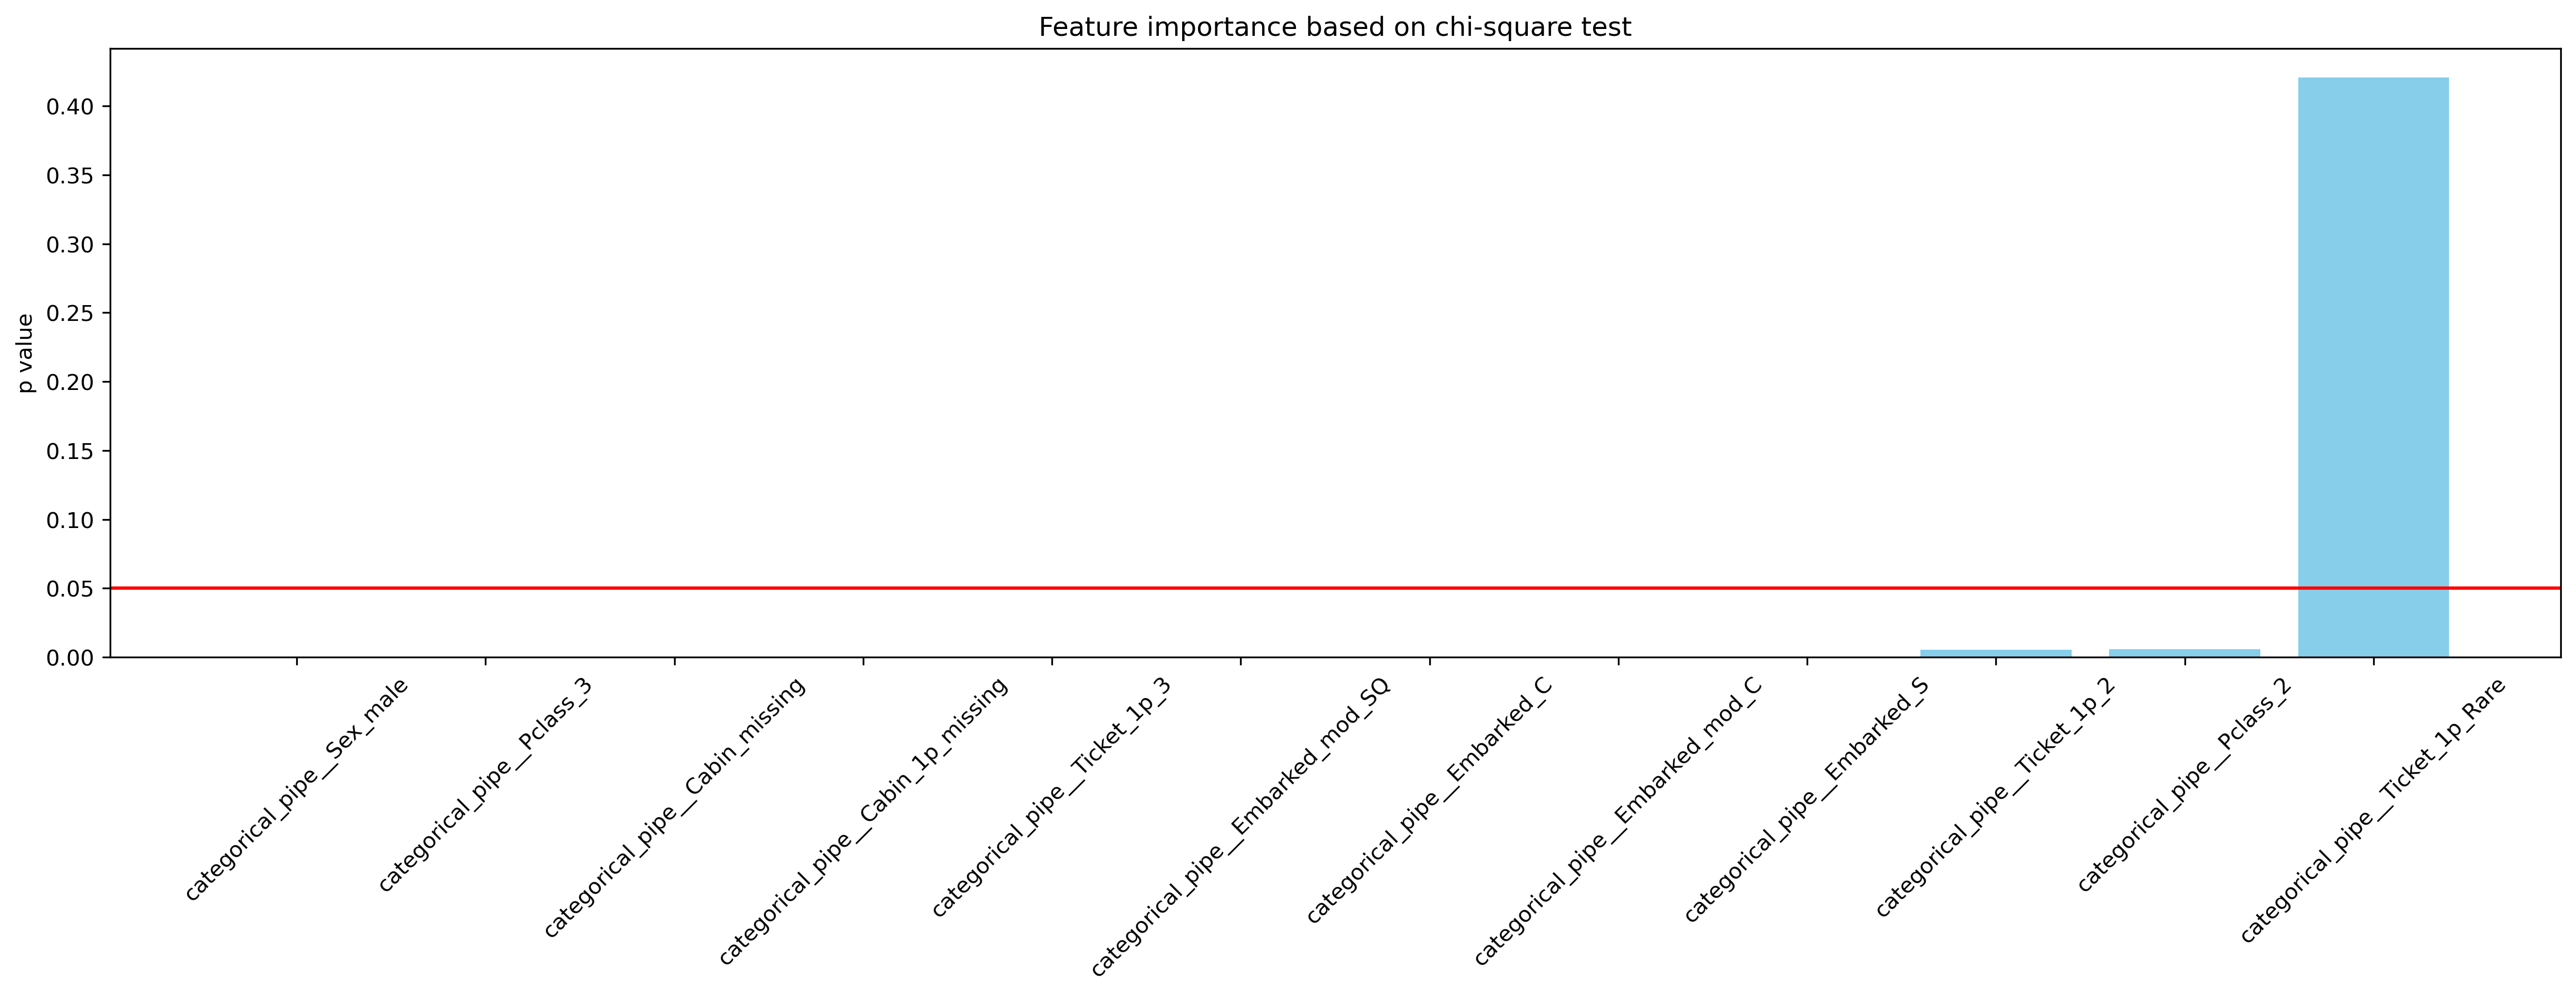 Feature importance based on chi-square test
p value
0.40
0.35
0.30
0.25
0.20
0.15
0.10
0.05
0.00
categorical_pipe__Sex_male
categorical_pipe__Pclass_3
categorical_pipe__Cabin_missing
categorical_pipe__Cabin_1p_missing
categorical_pipe__Ticket_1p_3
categorical_pipe__Embarked_mod_SQ
categorical_pipe__Embarked_C
categorical_pipe__Embarked_mod_C
categorical_pipe__Embarked_S
categorical_pipe__Ticket_1p_2
categorical_pipe__Pclass_2
categorical_pipe__Ticket_1p_Rare